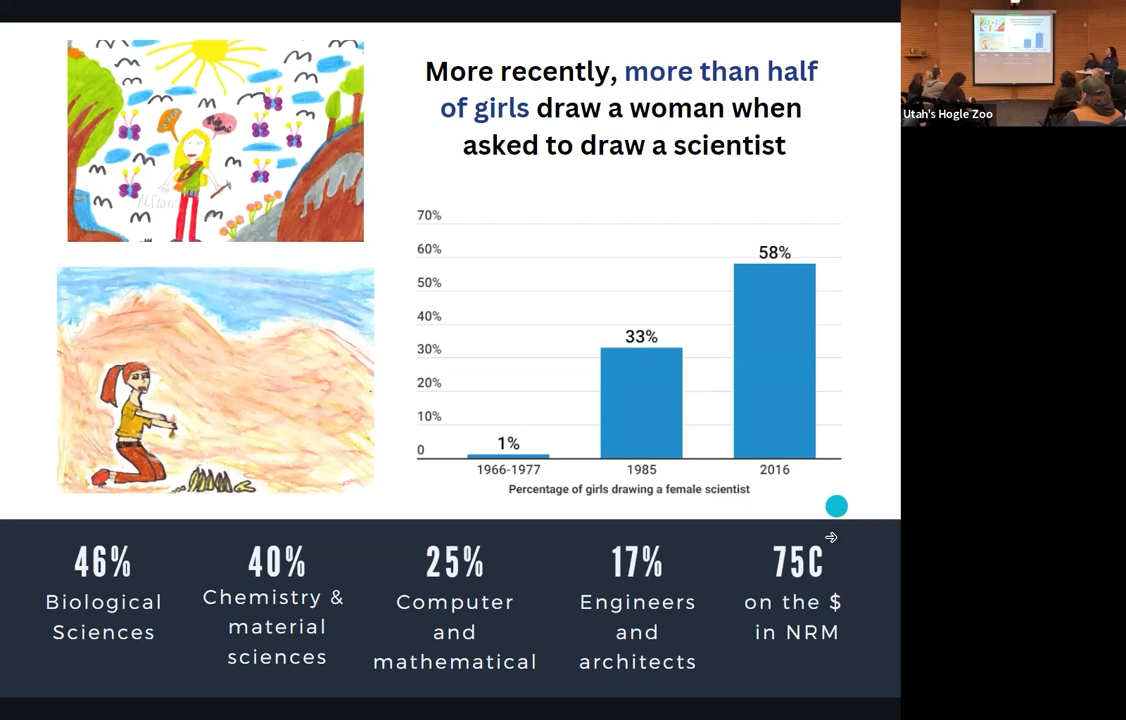 More recently, more than half
of girls draw a woman when
asked to draw a scientist
70%
60%
50%
40%
30%
20%
10%
0
1%
33%
58%
1966-1977
1985
2016
Percentage of girls drawing a female scientist
46%
Biological
Sciences
40%
Chemistry &
material
sciences
25%
Computer
and
mathematical
17%
Engineers
and
architects
75C
on the $
in NRM
Utah's Hogle Zoo